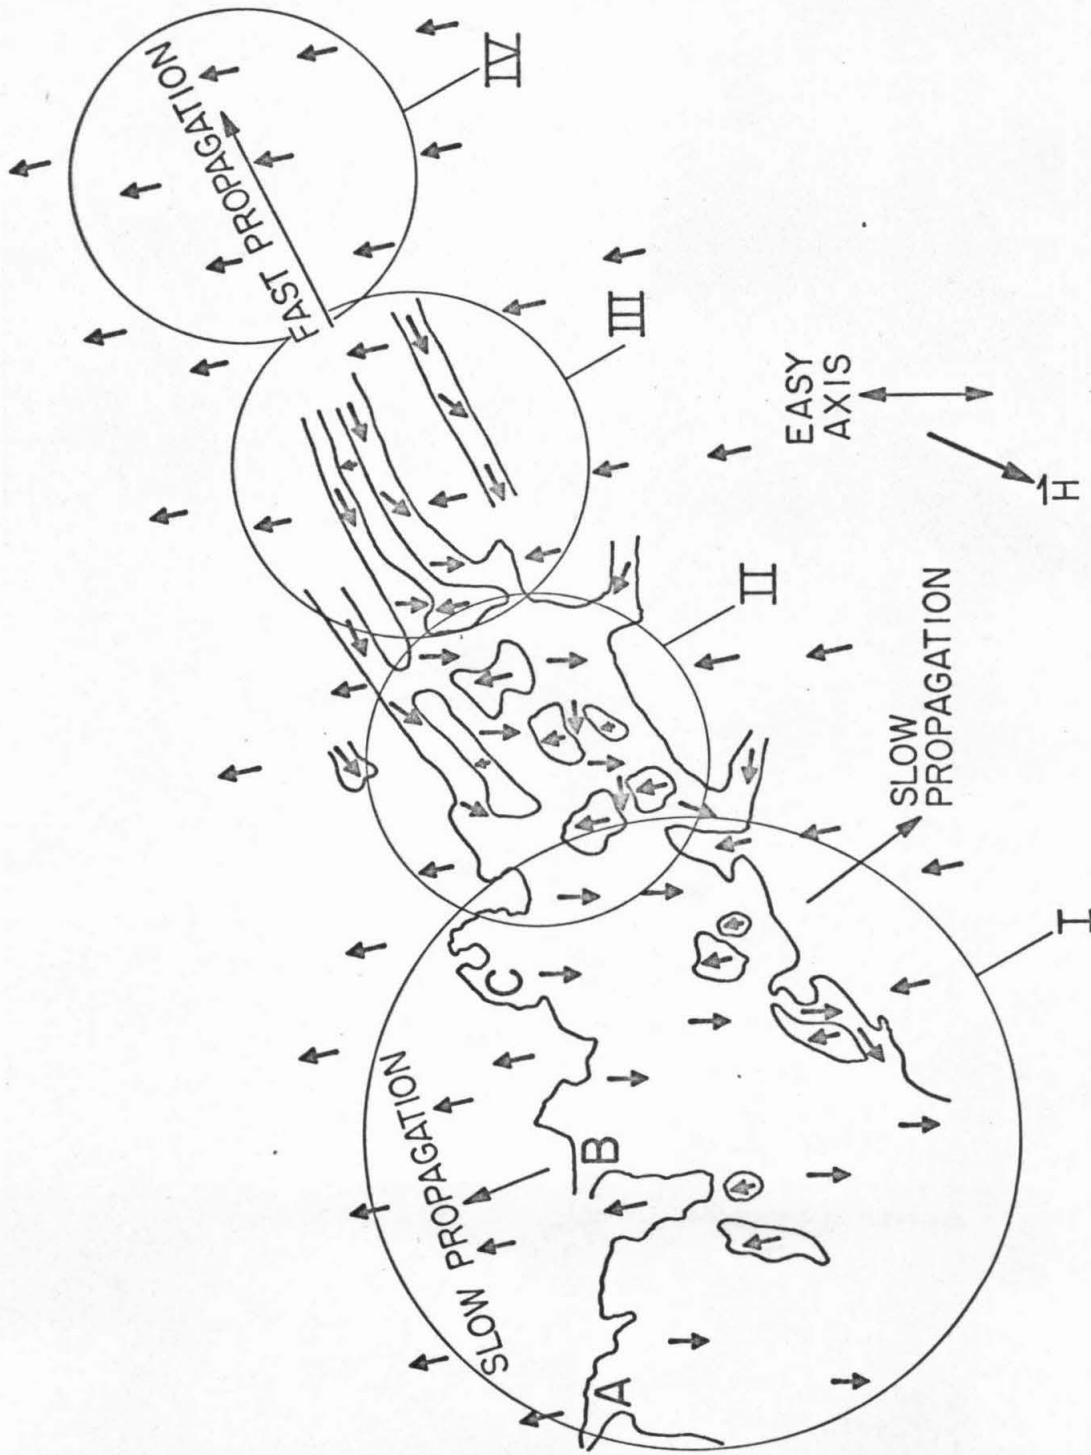 FAST PROPAGATION
IV
III
EASY
AXIS
H
II
SLOW
PROPAGATION
SLOW PROPAGATION
C
B
A
I